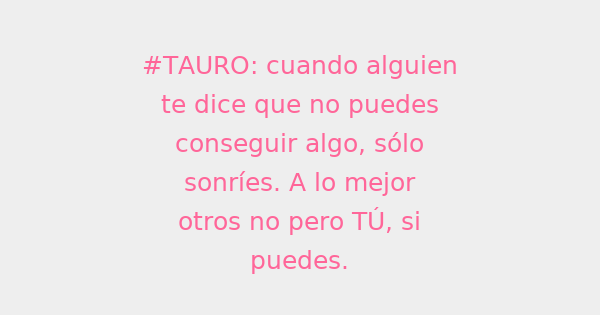 #TAURO: cuando alguien
te dice que no puedes
conseguir algo, sólo
sonríes. A lo mejor
otros no pero TÚ, si
puedes.